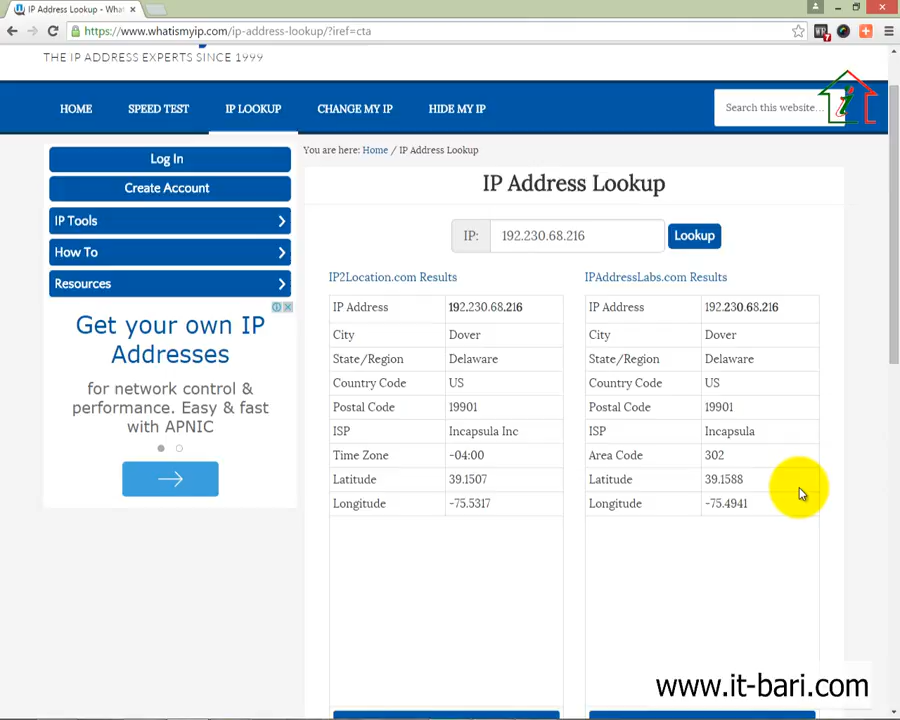 IP Address Lookup - What
https://www.whatismyip.com/ip-address-lookup/?iref=cta
WR
7
THE IP ADDRESS EXPERTS SINCE 1999
HOME
SPEED TEST
IP LOOKUP
CHANGE MY IP
HIDE MY IP
Search this website...
Log In
Create Account
IP Tools
How To
Resources
Get your own IP
Addresses
for network control &
performance. Easy & fast
with APNIC
You are here: Home / IP Address Lookup
IP Address Lookup
IP:
192.230.68.216
Lookup
IP2Location.com Results
IP Address 192.230.68.216
City Dover
State/Region Delaware
Country Code US
Postal Code 19901
ISP Incapsula Inc
Time Zone -04:00
Latitude 39.1507
Longitude -75.5317
IPAddressLabs.com Results
IP Address 192.230.68.216
City Dover
State/Region Delaware
Country Code US
Postal Code 19901
ISP Incapsula
Area Code 302
Latitude 39.1588
Longitude -75.4941
www.it-bari.com